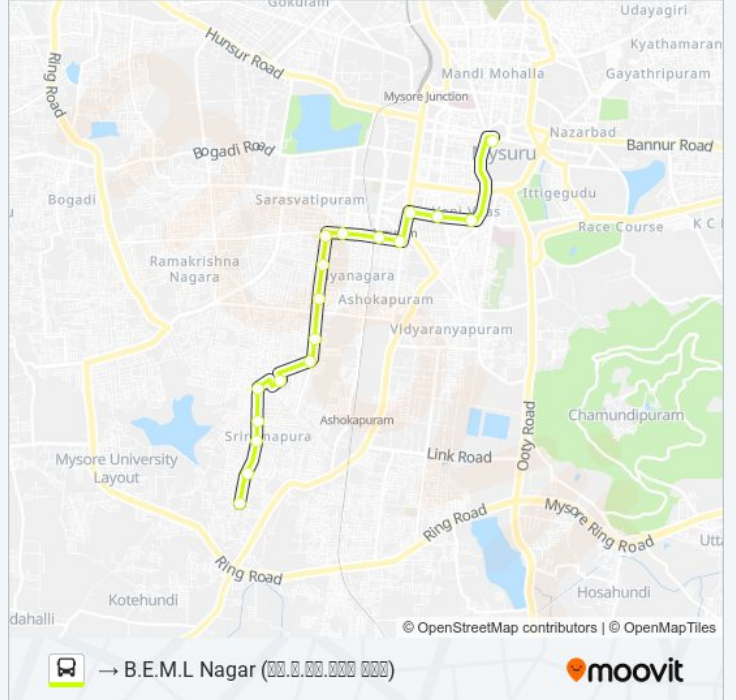 Gokulam
Udayagiri
Hunsur Road
Kyathamaran
Mandi Mohalla
Gayathripuram
Ring Road
Mysore Junction
Nazarbad
Bannur Road
Bogadi Road
Mysuru
Bogadi
Sarasvatipuram
Ittigegudu
Race Course
K C
Ramakrishna
Nagara
Ashokapuram
Vidyaranyapuram
Chamundipuram
Ashokapuram
Ooty Road
Mysore University
Layout
Link Road
Ring Road
Mysore Ring Road
Utta
Ring Road
Hosahundi
Kotehundi
dahalli
© OpenStreetMap contributors | © OpenMapTiles
→ B.E.M.L Nagar
moovit